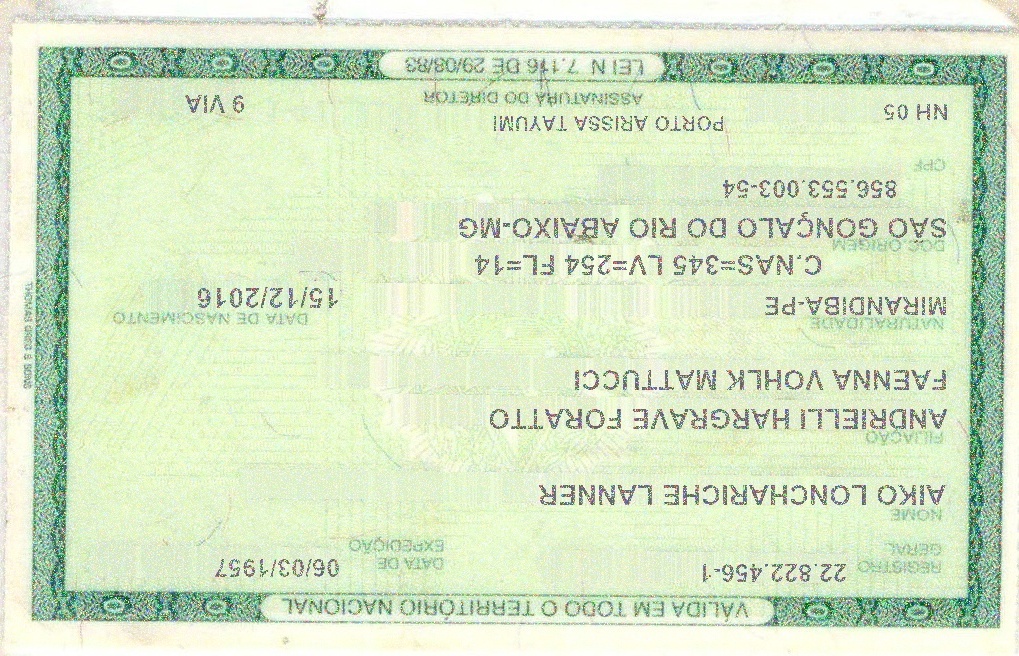 VÁLIDA EM TODO O TERRITÓRIO NACIONAL
REGISTRO GERAL 22.822.456-1 DATA DE EXPEDIÇÃO 06/03/1957
NOME
AIKO LONCHARICHE LANNER
FILIAÇÃO
ANDRIELLI HARGRAVE FORATTO
FAENNA VOHLK MATTUCCI
NATURALIDADE DATA DE NASCIMENTO
MIRANDIBA-PE 15/12/2016
C.NAS=345 LV=254 FL=14
DOC ORIGEM
SAO GONÇALO DO RIO ABAIXO-MG
856.553.003-54
CPF
PORTO ARISSA TAYUMI
NH 05 ASSINATURA DO DIRETOR 9 VIA
LEI N 7.116 DE 29/08/83